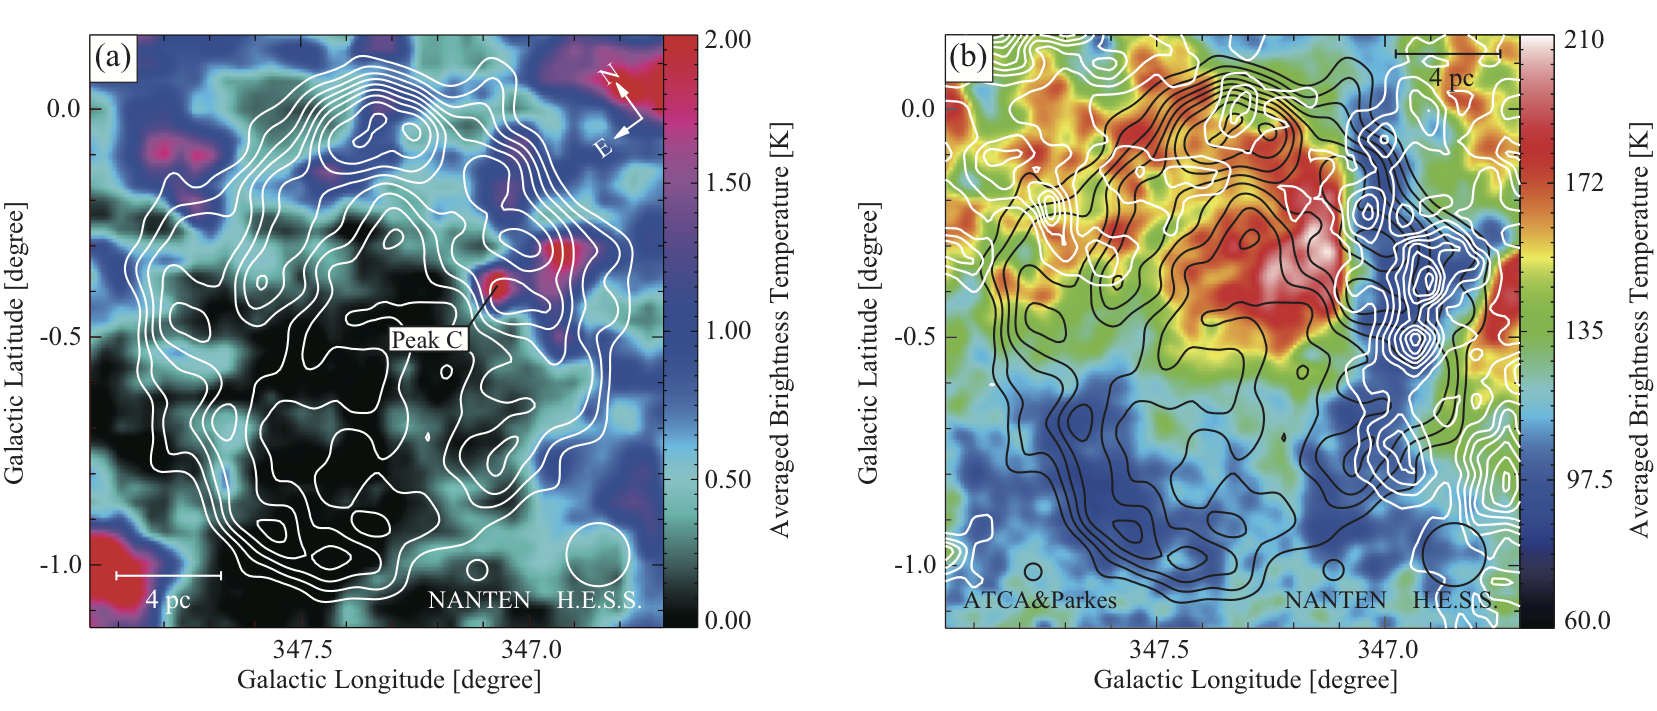 (a)
N
E
Peak C
4 pc
NANTEN
H.E.S.S.
0.0
-0.5
-1.0
347.5
347.0
Galactic Longitude [degree]
Galactic Latitude [degree]
2.00
1.50
1.00
0.50
0.00
Averaged Brightness Temperature [K]
(b)
4 pc
ATCA&Parkes
NANTEN
H.E.S.S.
0.0
-0.5
-1.0
347.5
347.0
Galactic Longitude [degree]
Galactic Latitude [degree]
210
172
135
97.5
60.0
Averaged Brightness Temperature [K]